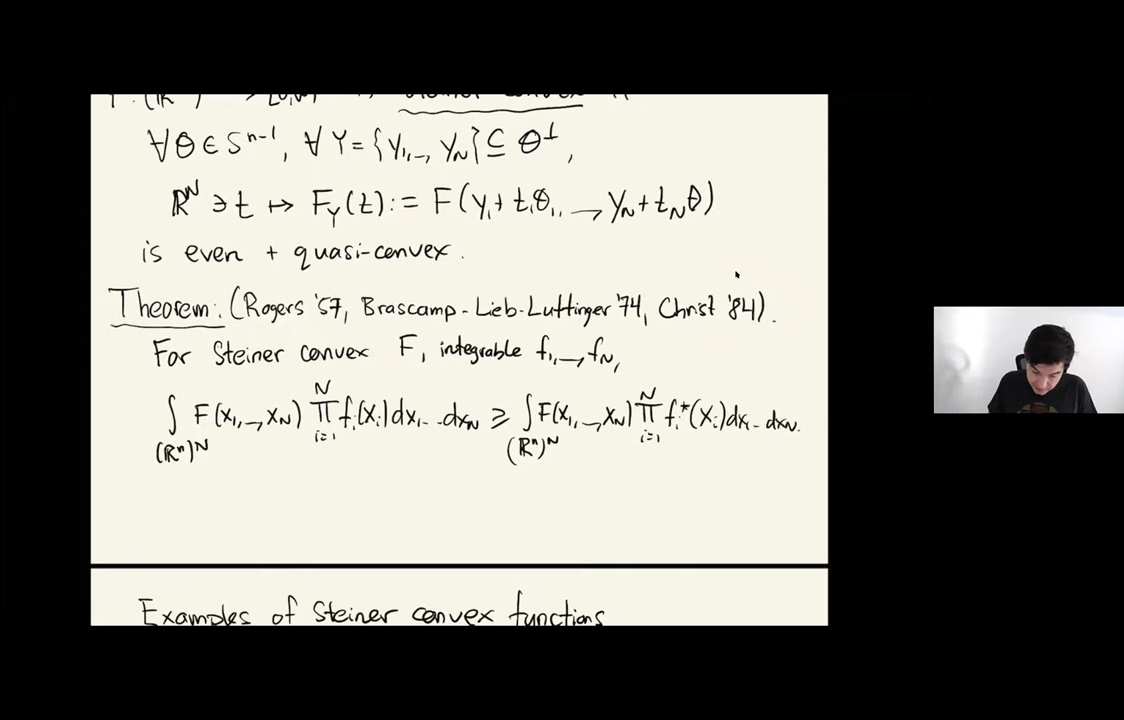 ∀θ∈S^{n-1}, ∀Y={y_1,..,y_N}⊆θ^⊥,
ℝ^N∋t ↦ F_Y(t):= F(y_1+t_1θ_1, → y_N+t_Nθ)
is even + quasi-convex.
Theorem: (Rogers '57, Brascamp-Lieb-Luttinger '74, Christ '84).
For Steiner convex F, integrable f_1, → f_N,
∫_{(ℝ^n)^N} F(x_1, → x_N) ∏_{i=1}^N f_i(x_i)dx_1...dx_N ≥ ∫_{(ℝ^n)^N} F(x_1, → x_N) ∏_{i=1}^N f_i^*(x_i)dx_1..dx_N.
Examples of Steiner convex functions